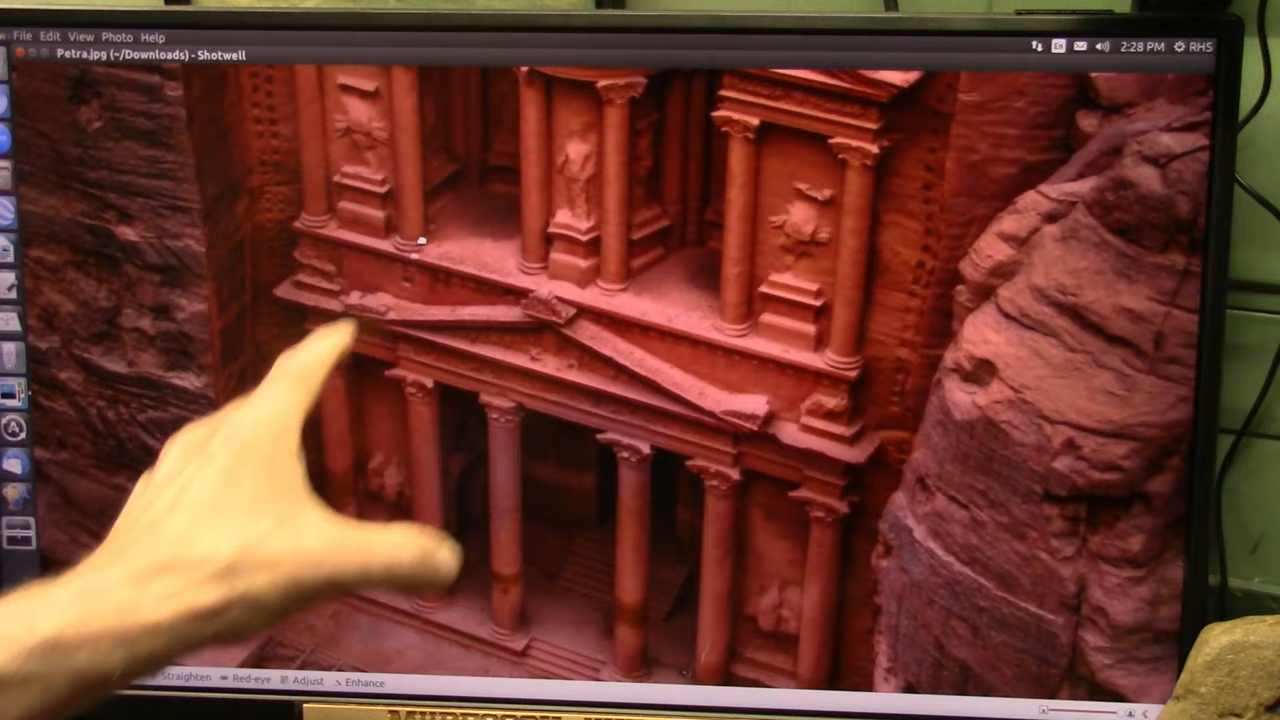 File Edit View Photo Help
En 2:28 PM RHS
Petra.jpg (~/Downloads) - Shotwell
Straighten Red-eye Adjust Enhance